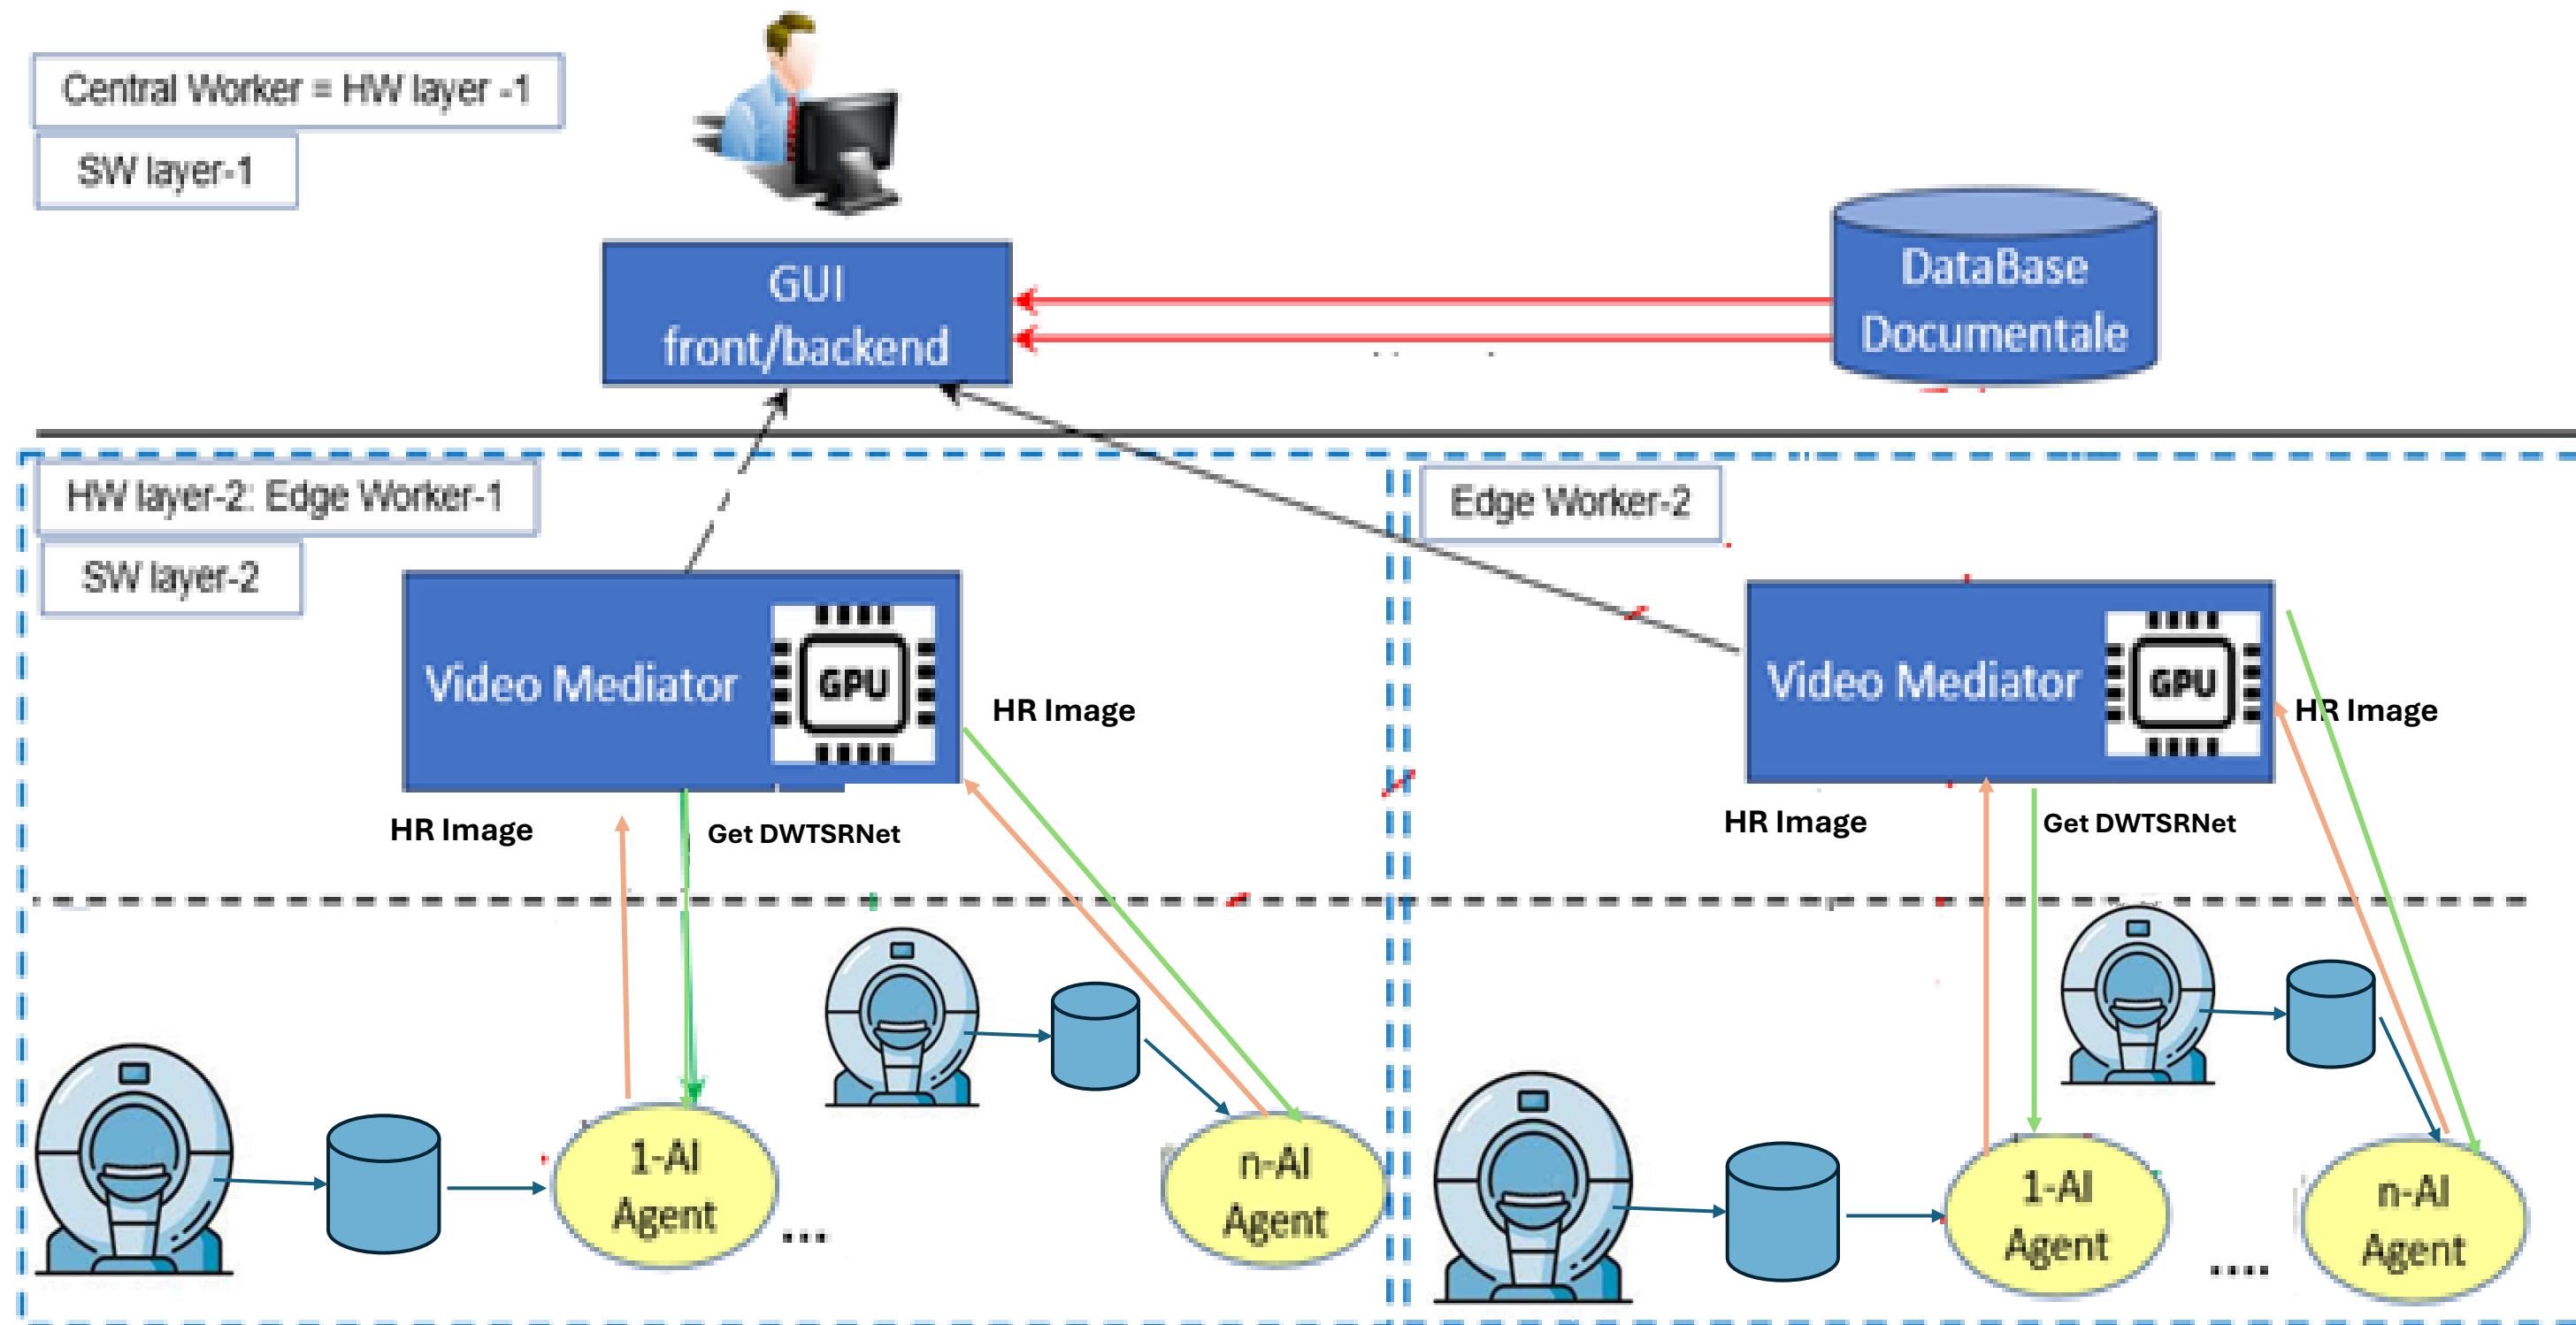 Central Worker = HW layer -1
SW layer-1
GUI
front/backend
DataBase
Documentale
HW layer-2: Edge Worker-1
SW layer-2
Edge Worker-2
Video Mediator
GPU
HR Image
HR Image
Get DWTSRNet
Video Mediator
GPU
HR Image
HR Image
Get DWTSRNet
1-AI
Agent
...
n-AI
Agent
1-AI
Agent
....
n-AI
Agent